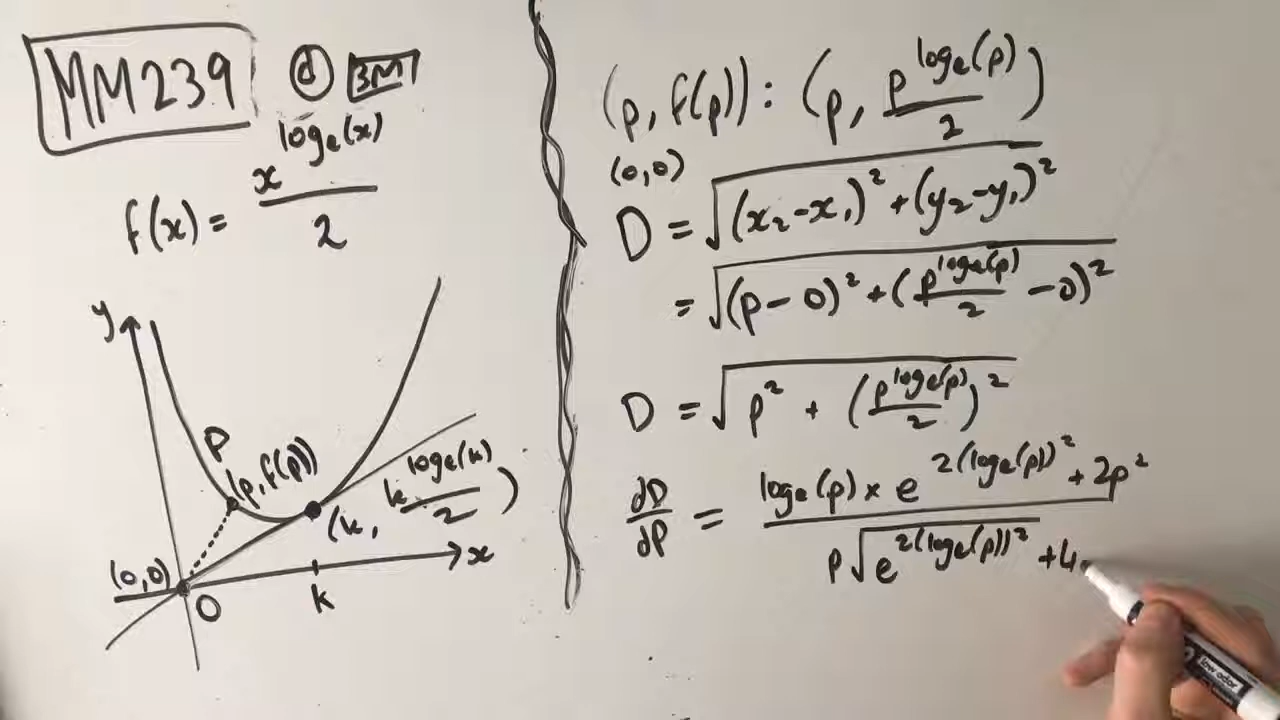 MM239 d 3M
f(x) = x^logₑ(x) / 2
y
P
(p, f(p))
(k, k^logₑ(k) / 2)
(0,0)
O
k
x
(p, f(p)) : (p, p^logₑ(p) / 2)
(0,0)
D = √((x₂-x₁)² + (y₂-y₁)²)
= √((p-0)² + (p^logₑ(p) / 2 - 0)²)
D = √(p² + (p^logₑ(p) / 2)²)
dD/dP = logₑ(p) × e^2(logₑ(p))² + 2p²
p√e^2(logₑ(p))² + 4
low odor